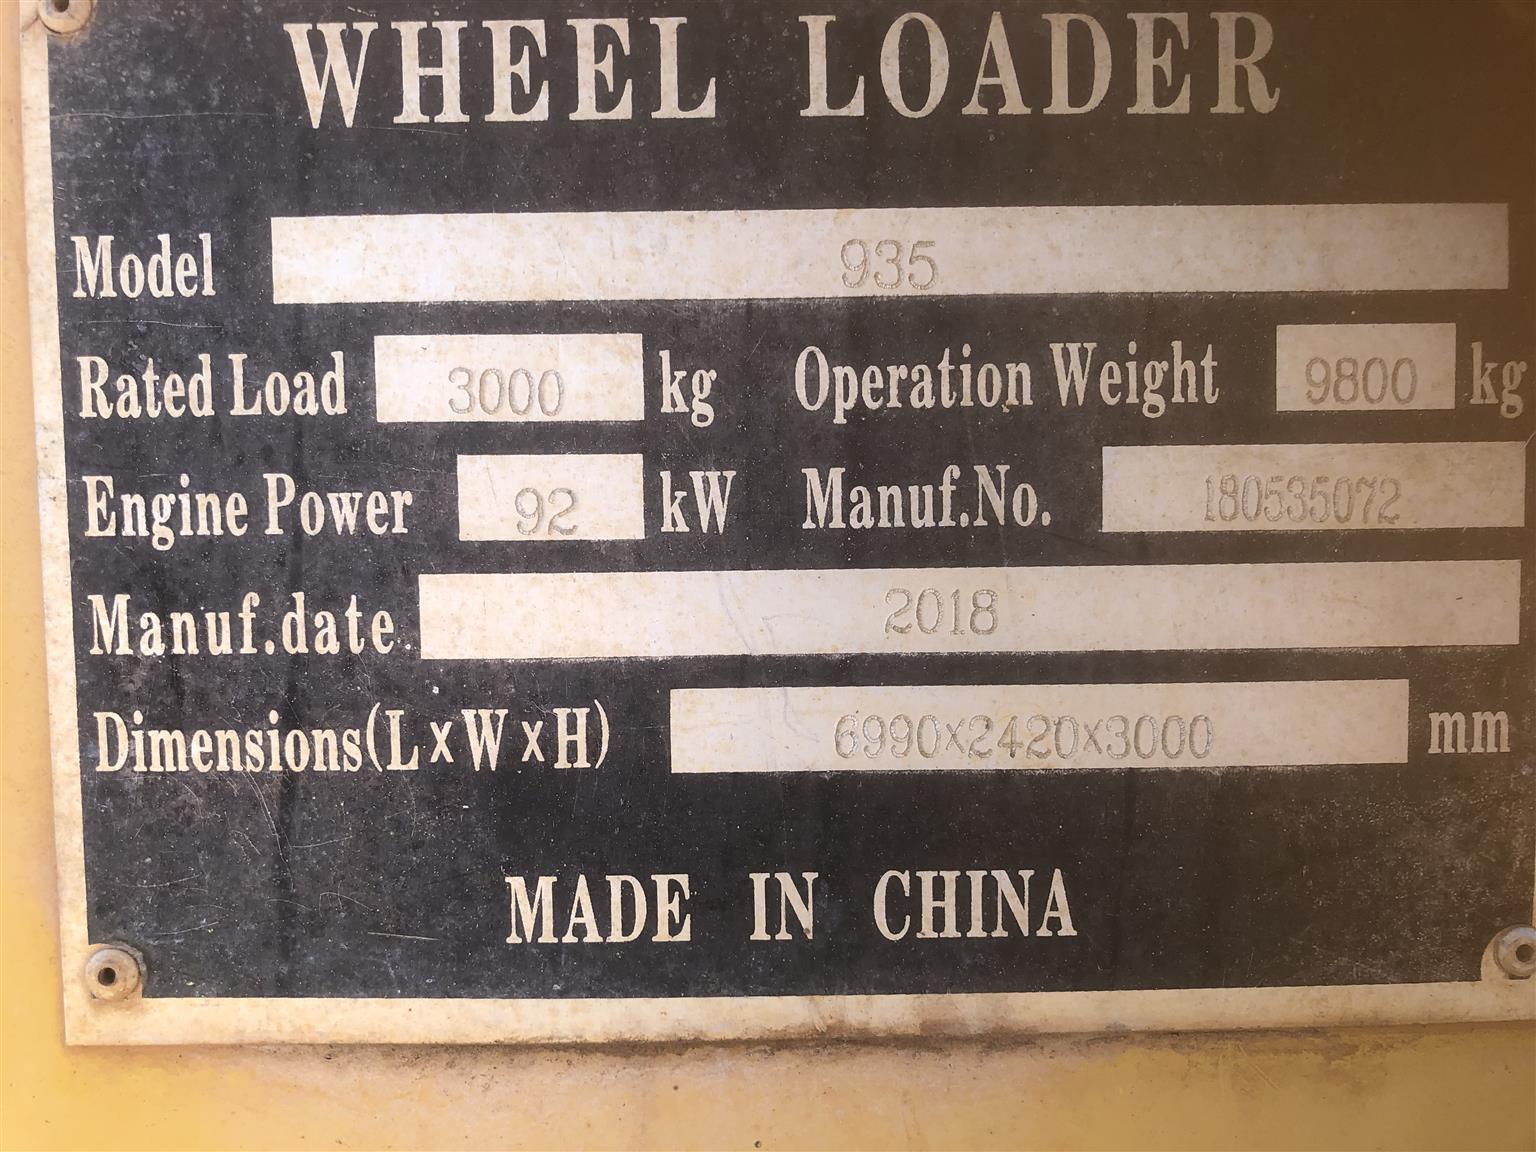 WHEEL LOADER
Model 935
Rated Load 3000 kg Operation Weight 9800 kg
Engine Power 92 kW Manuf.No. 180535072
Manuf.date 2018
Dimensions(L×W×H) 6990×2420×3000 mm
MADE IN CHINA